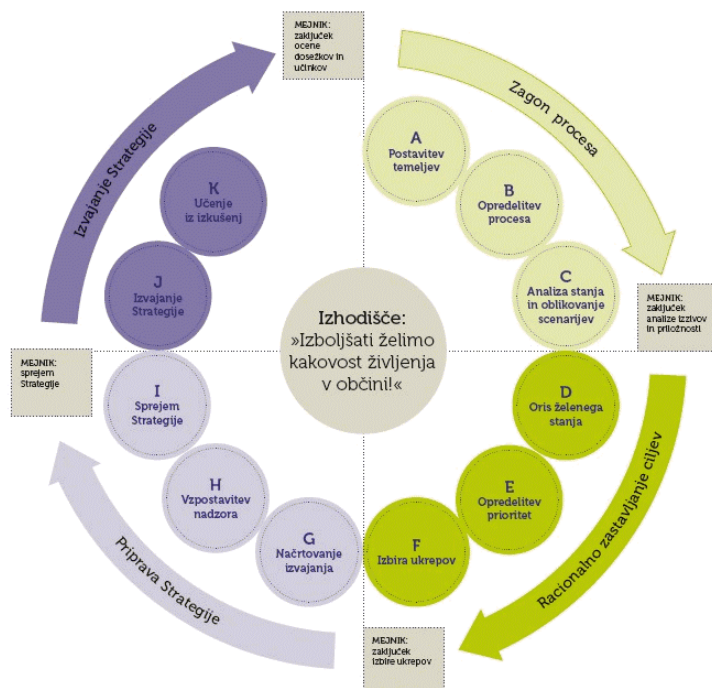 MEJNIK:
zaključek
ocene
dosežkov in
učinkov
Zagon procesa
A
Postavitev
temeljev
B
Opredelitev
procesa
C
Analiza stanja
in oblikovanje
scenarijev
MEJNIK:
zaključek
analize izzivov
in priložnosti
Izhodišče:
»Izboljšati želimo
kakovost življenja
v občini!«
D
Oris želenega
stanja
E
Opredelitev
prioritet
F
Izbira ukrepov
Racionalno zastavljanje ciljev
MEJNIK:
zaključek
izbire ukrepov
G
Načrtovanje
izvajanja
H
Vzpostavitev
nadzora
I
Sprejem
Strategije
Priprava Strategije
MEJNIK:
sprejem
Strategije
J
Izvajanje
Strategije
K
Učenje
iz izkušenj
Izvajanje Strategije